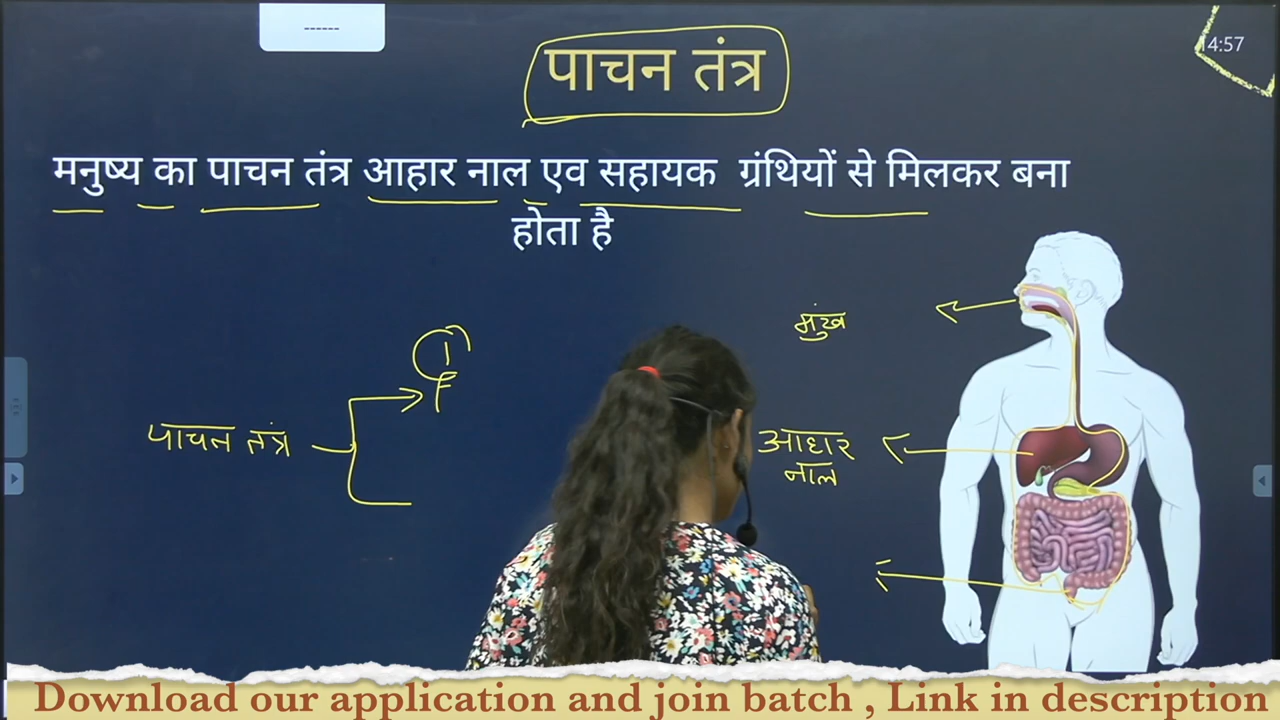 ------
4:57
पाचन तंत्र
मनुष्य का पाचन तंत्र आहार नाल एव सहायक ग्रंथियों से मिलकर बना
होता है
मुंख
पाचन तंत्र
आहार
नाल
Download our application and join batch , Link in description